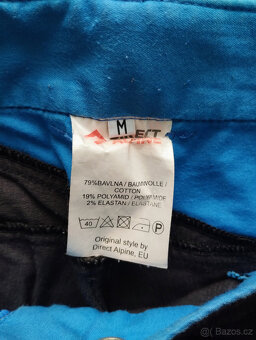 M
79%BAVLNA / BAUMWOLLE /
COTTON
19% POLYAMID / POLYAMIDE
2% ELASTAN / ELASTANE
40 P
Original style by
Direct Alpine, EU
Bazos.cz